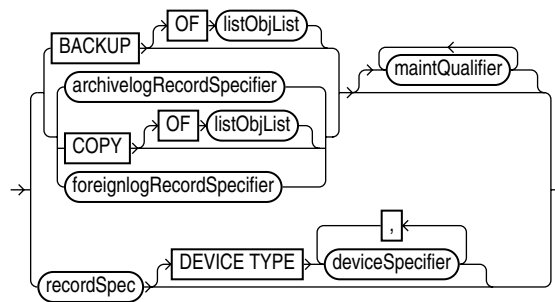 OF listObjList
BACKUP
maintQualifier
archivelogRecordSpecifier
OF listObjList
COPY
foreignlogRecordSpecifier
,
DEVICE TYPE deviceSpecifier
recordSpec